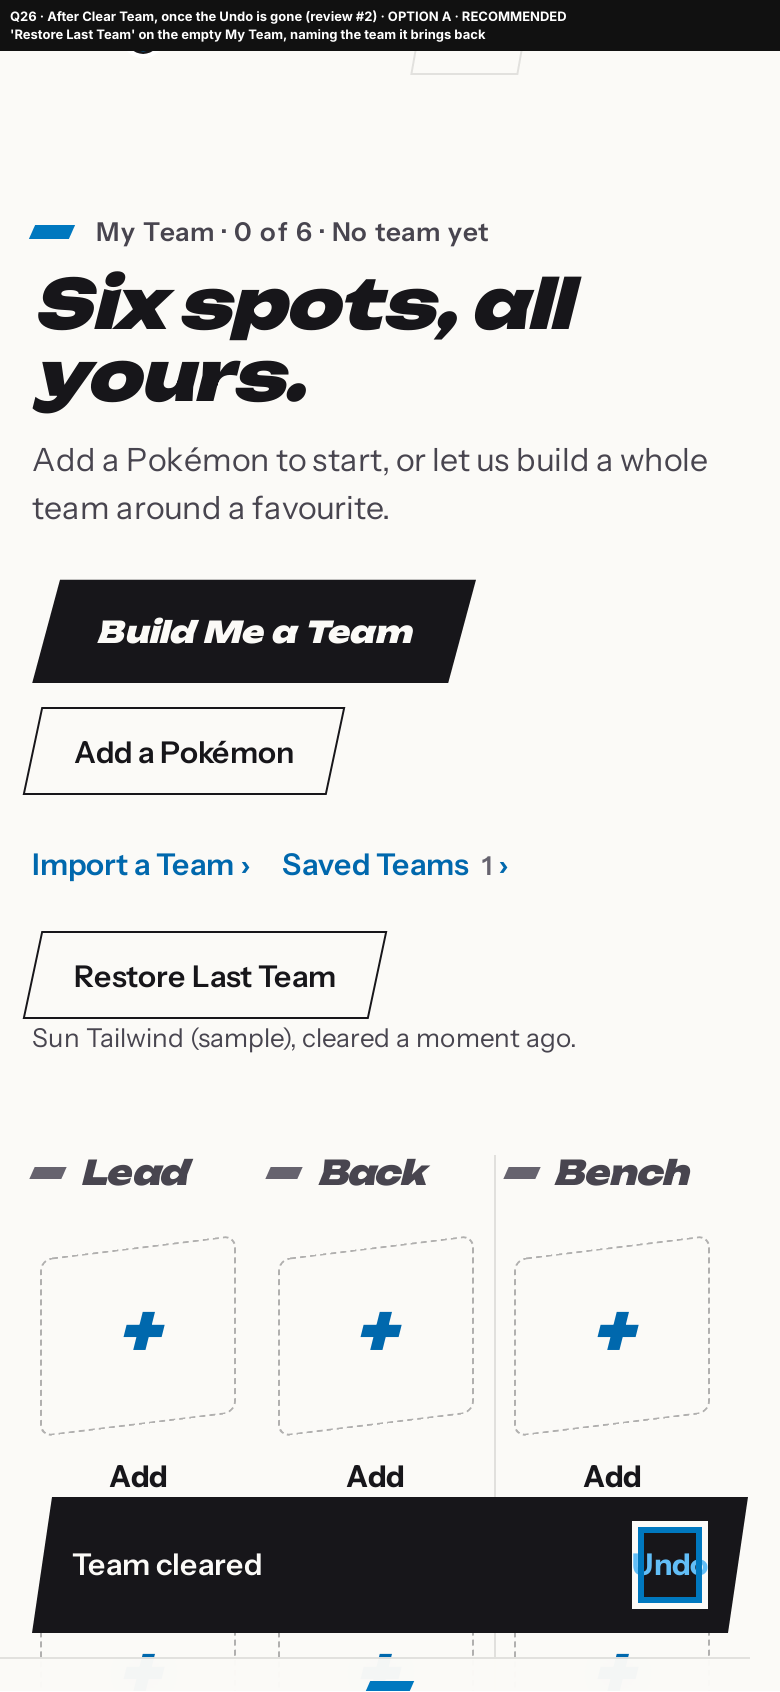 Q26 · After Clear Team, once the Undo is gone (review #2) · OPTION A · RECOMMENDED
'Restore Last Team' on the empty My Team, naming the team it brings back
My Team · 0 of 6 · No team yet
Six spots, all
yours.
Add a Pokémon to start, or let us build a whole
team around a favourite.
Build Me a Team
Add a Pokémon
Import a Team › Saved Teams 1 ›
Restore Last Team
Sun Tailwind (sample), cleared a moment ago.
Lead Back Bench
+ + +
Add Add Add
Team cleared Undo